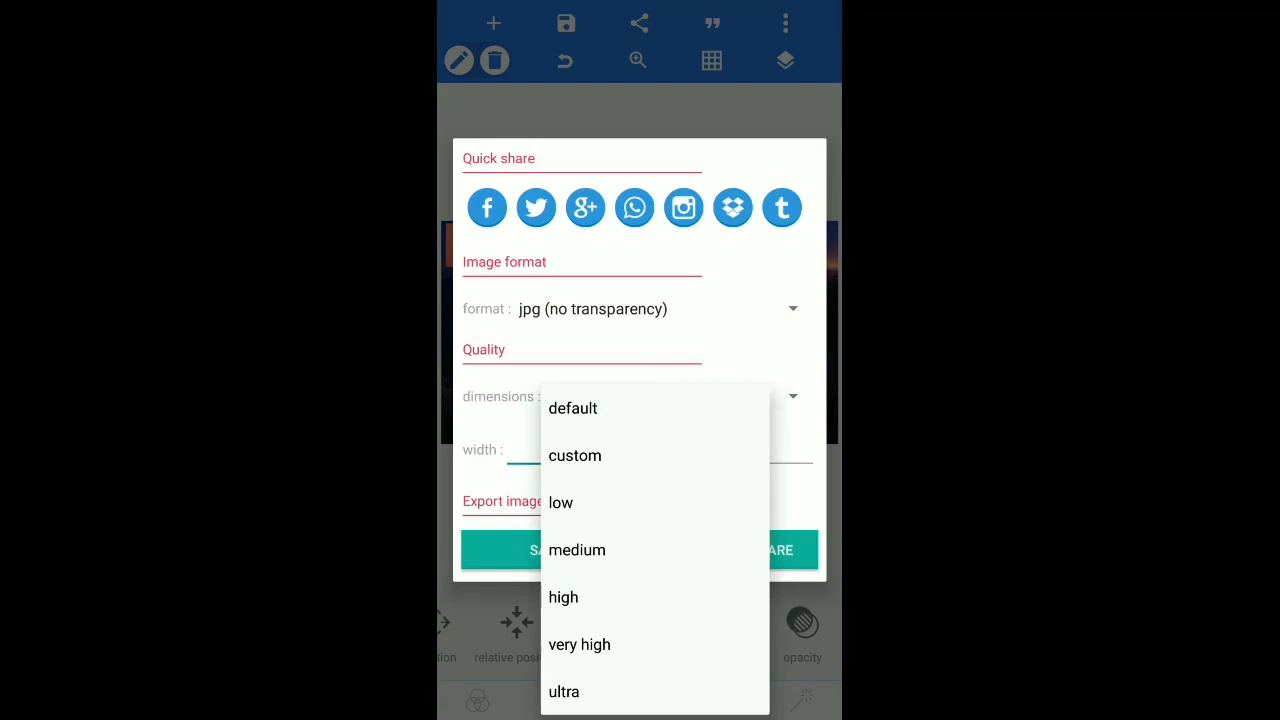 Quick share
Image format
format : jpg (no transparency)
Quality
dimensions :
default
custom
width :
low
Export image
medium
ARE
high
very high
relative posi
opacity
ultra